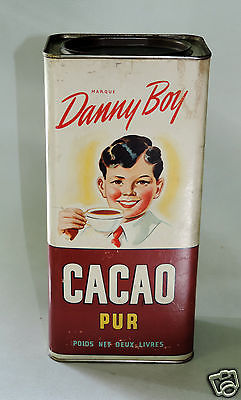 MARQUE
Danny Boy
CACAO
PUR
POIDS NET DEUX LIVRES